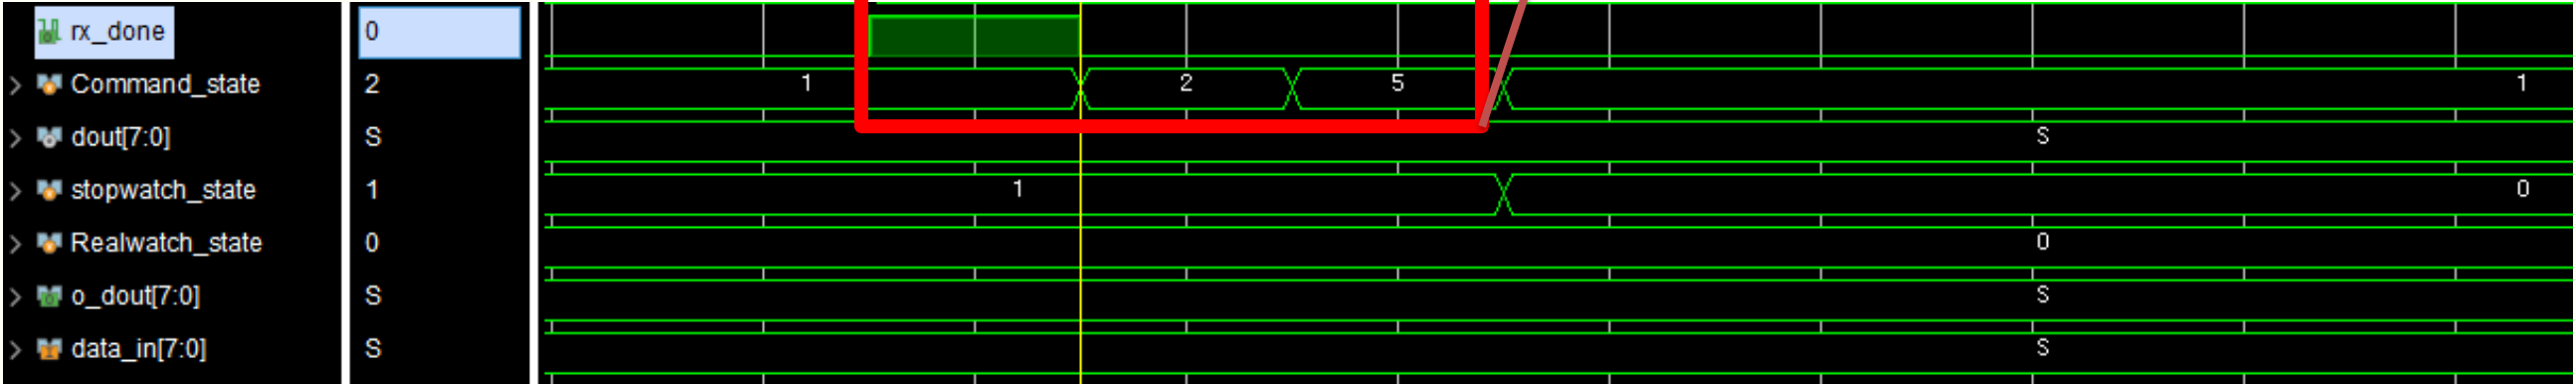 rx_done 0
Command_state 2 1 2 5 1
dout[7:0] S S
stopwatch_state 1 1 0
Realwatch_state 0 0
o_dout[7:0] S S
data_in[7:0] S S